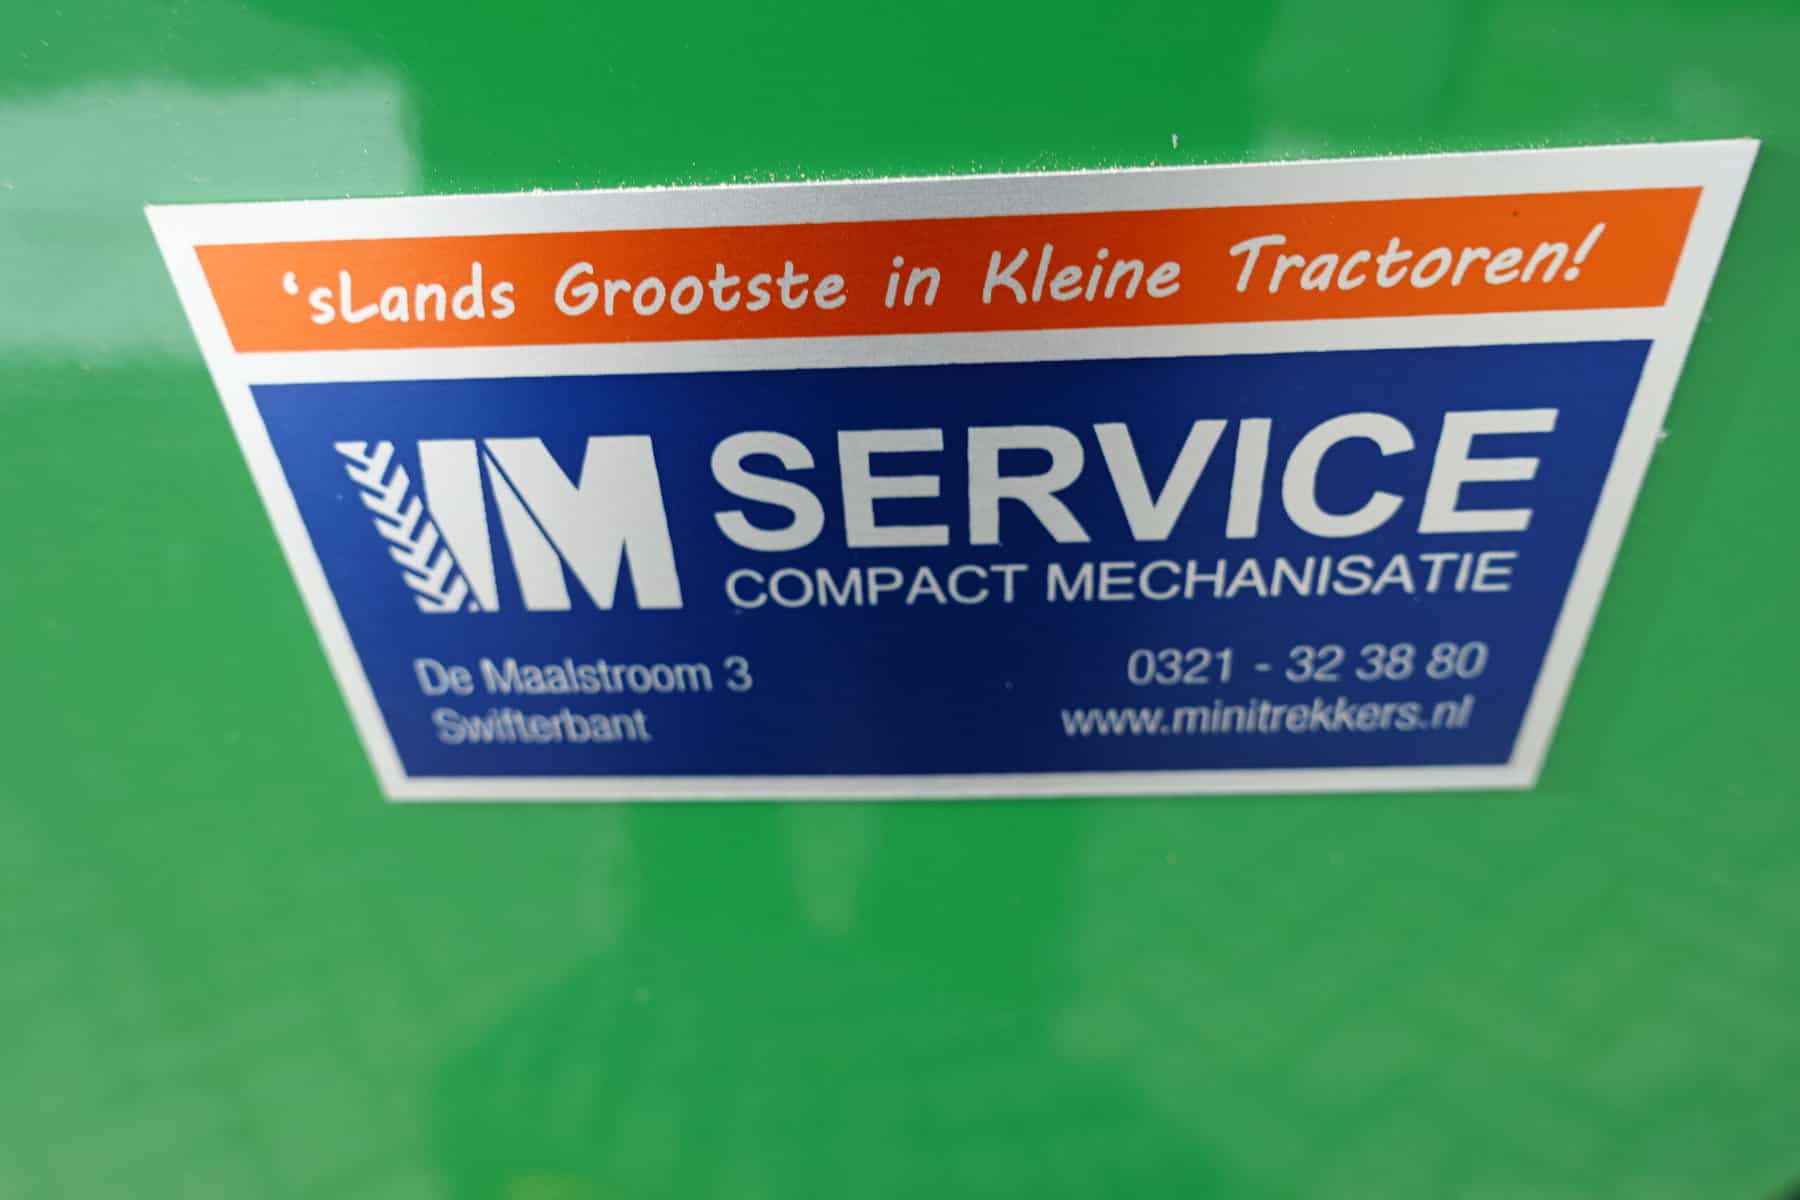 ‘sLands Grootste in Kleine Tractoren!
IM SERVICE
COMPACT MECHANISATIE
De Maalstroom 3
Swifterbant
0321 - 32 38 80
www.minitrekkers.nl